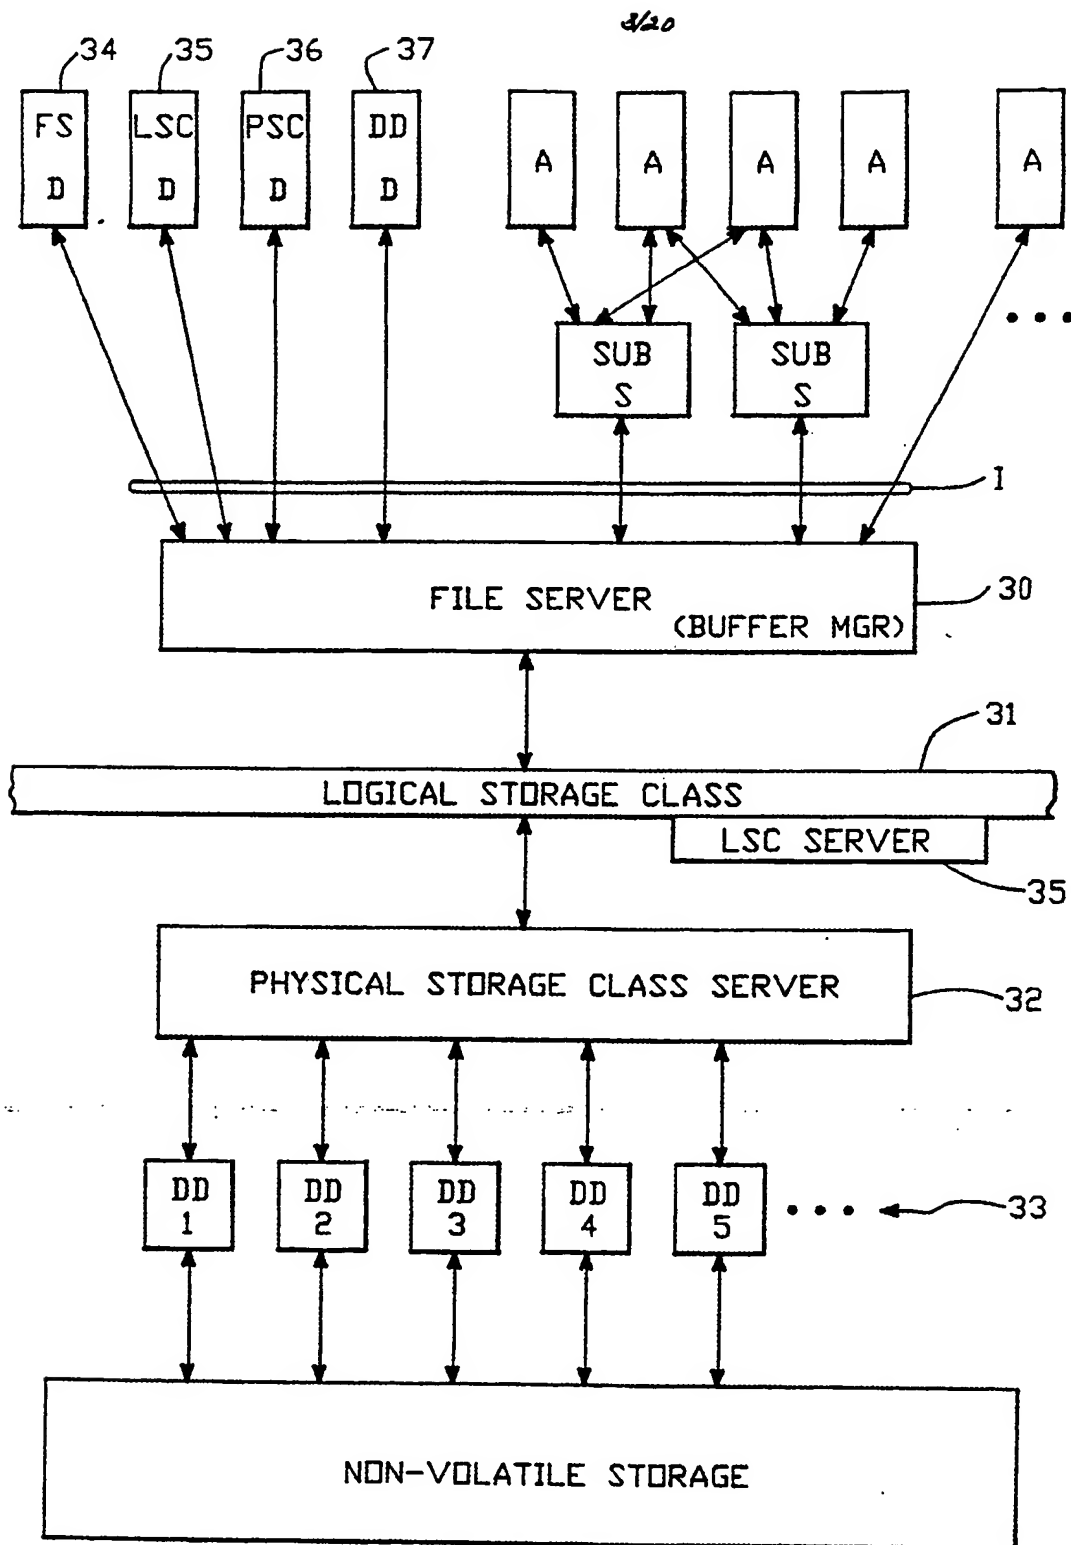 3/20
34
35
36
37
FS D
LSC D
PSC D
DD D
A
A
A
A
A
SUB S
SUB S
I
FILE SERVER
(BUFFER MGR)
30
31
LOGICAL STORAGE CLASS
LSC SERVER
35
PHYSICAL STORAGE CLASS SERVER
32
DD 1
DD 2
DD 3
DD 4
DD 5
33
NON-VOLATILE STORAGE